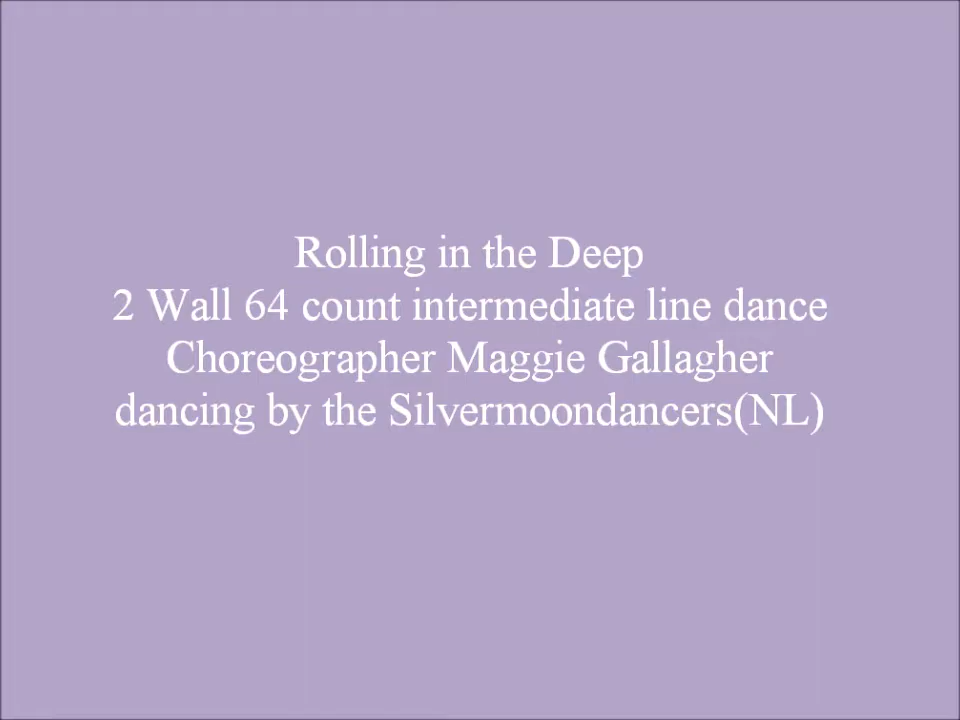 Rolling in the Deep
2 Wall 64 count intermediate line dance
Choreographer Maggie Gallagher
dancing by the Silvermoondancers(NL)